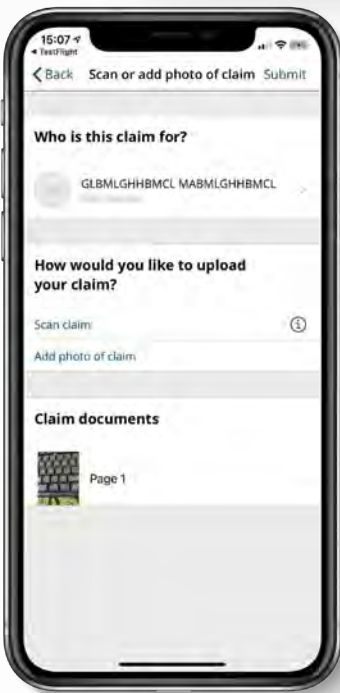 15:07
TestFlight
Back Scan or add photo of claim Submit
Who is this claim for?
GLBMLGHHBMCL MABMLGHHBMCL
How would you like to upload
your claim?
Scan claim
Add photo of claim
Claim documents
Page 1